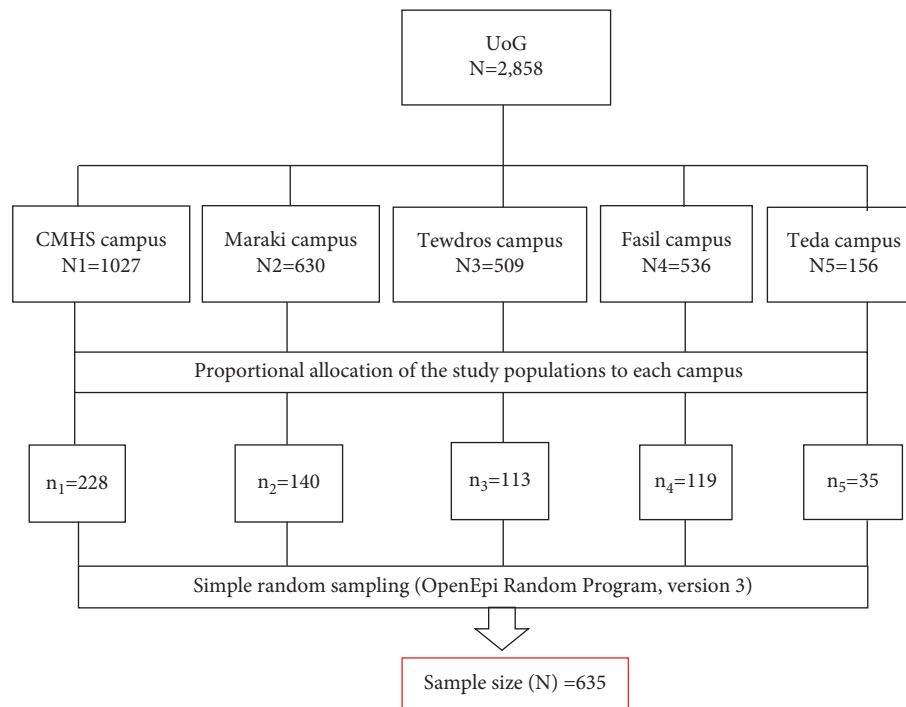 UoG
N=2,858
CMHS campus
N1=1027
Maraki campus
N2=630
Tewdros campus
N3=509
Fasil campus
N4=536
Teda campus
N5=156
Proportional allocation of the study populations to each campus
n₁=228
n₂=140
n₃=113
n₄=119
n₅=35
Simple random sampling (OpenEpi Random Program, version 3)
Sample size (N) =635